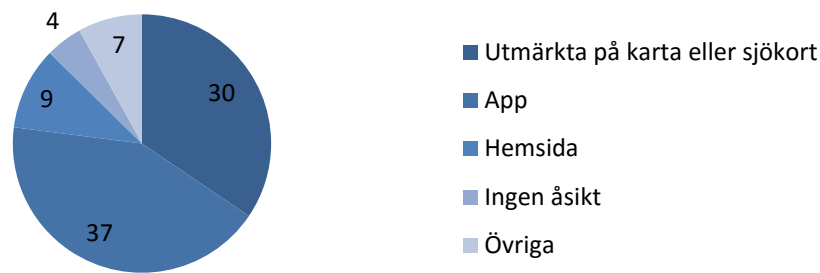 4
7
30
9
37
Utmärkta på karta eller sjökort
App
Hemsida
Ingen åsikt
Övriga